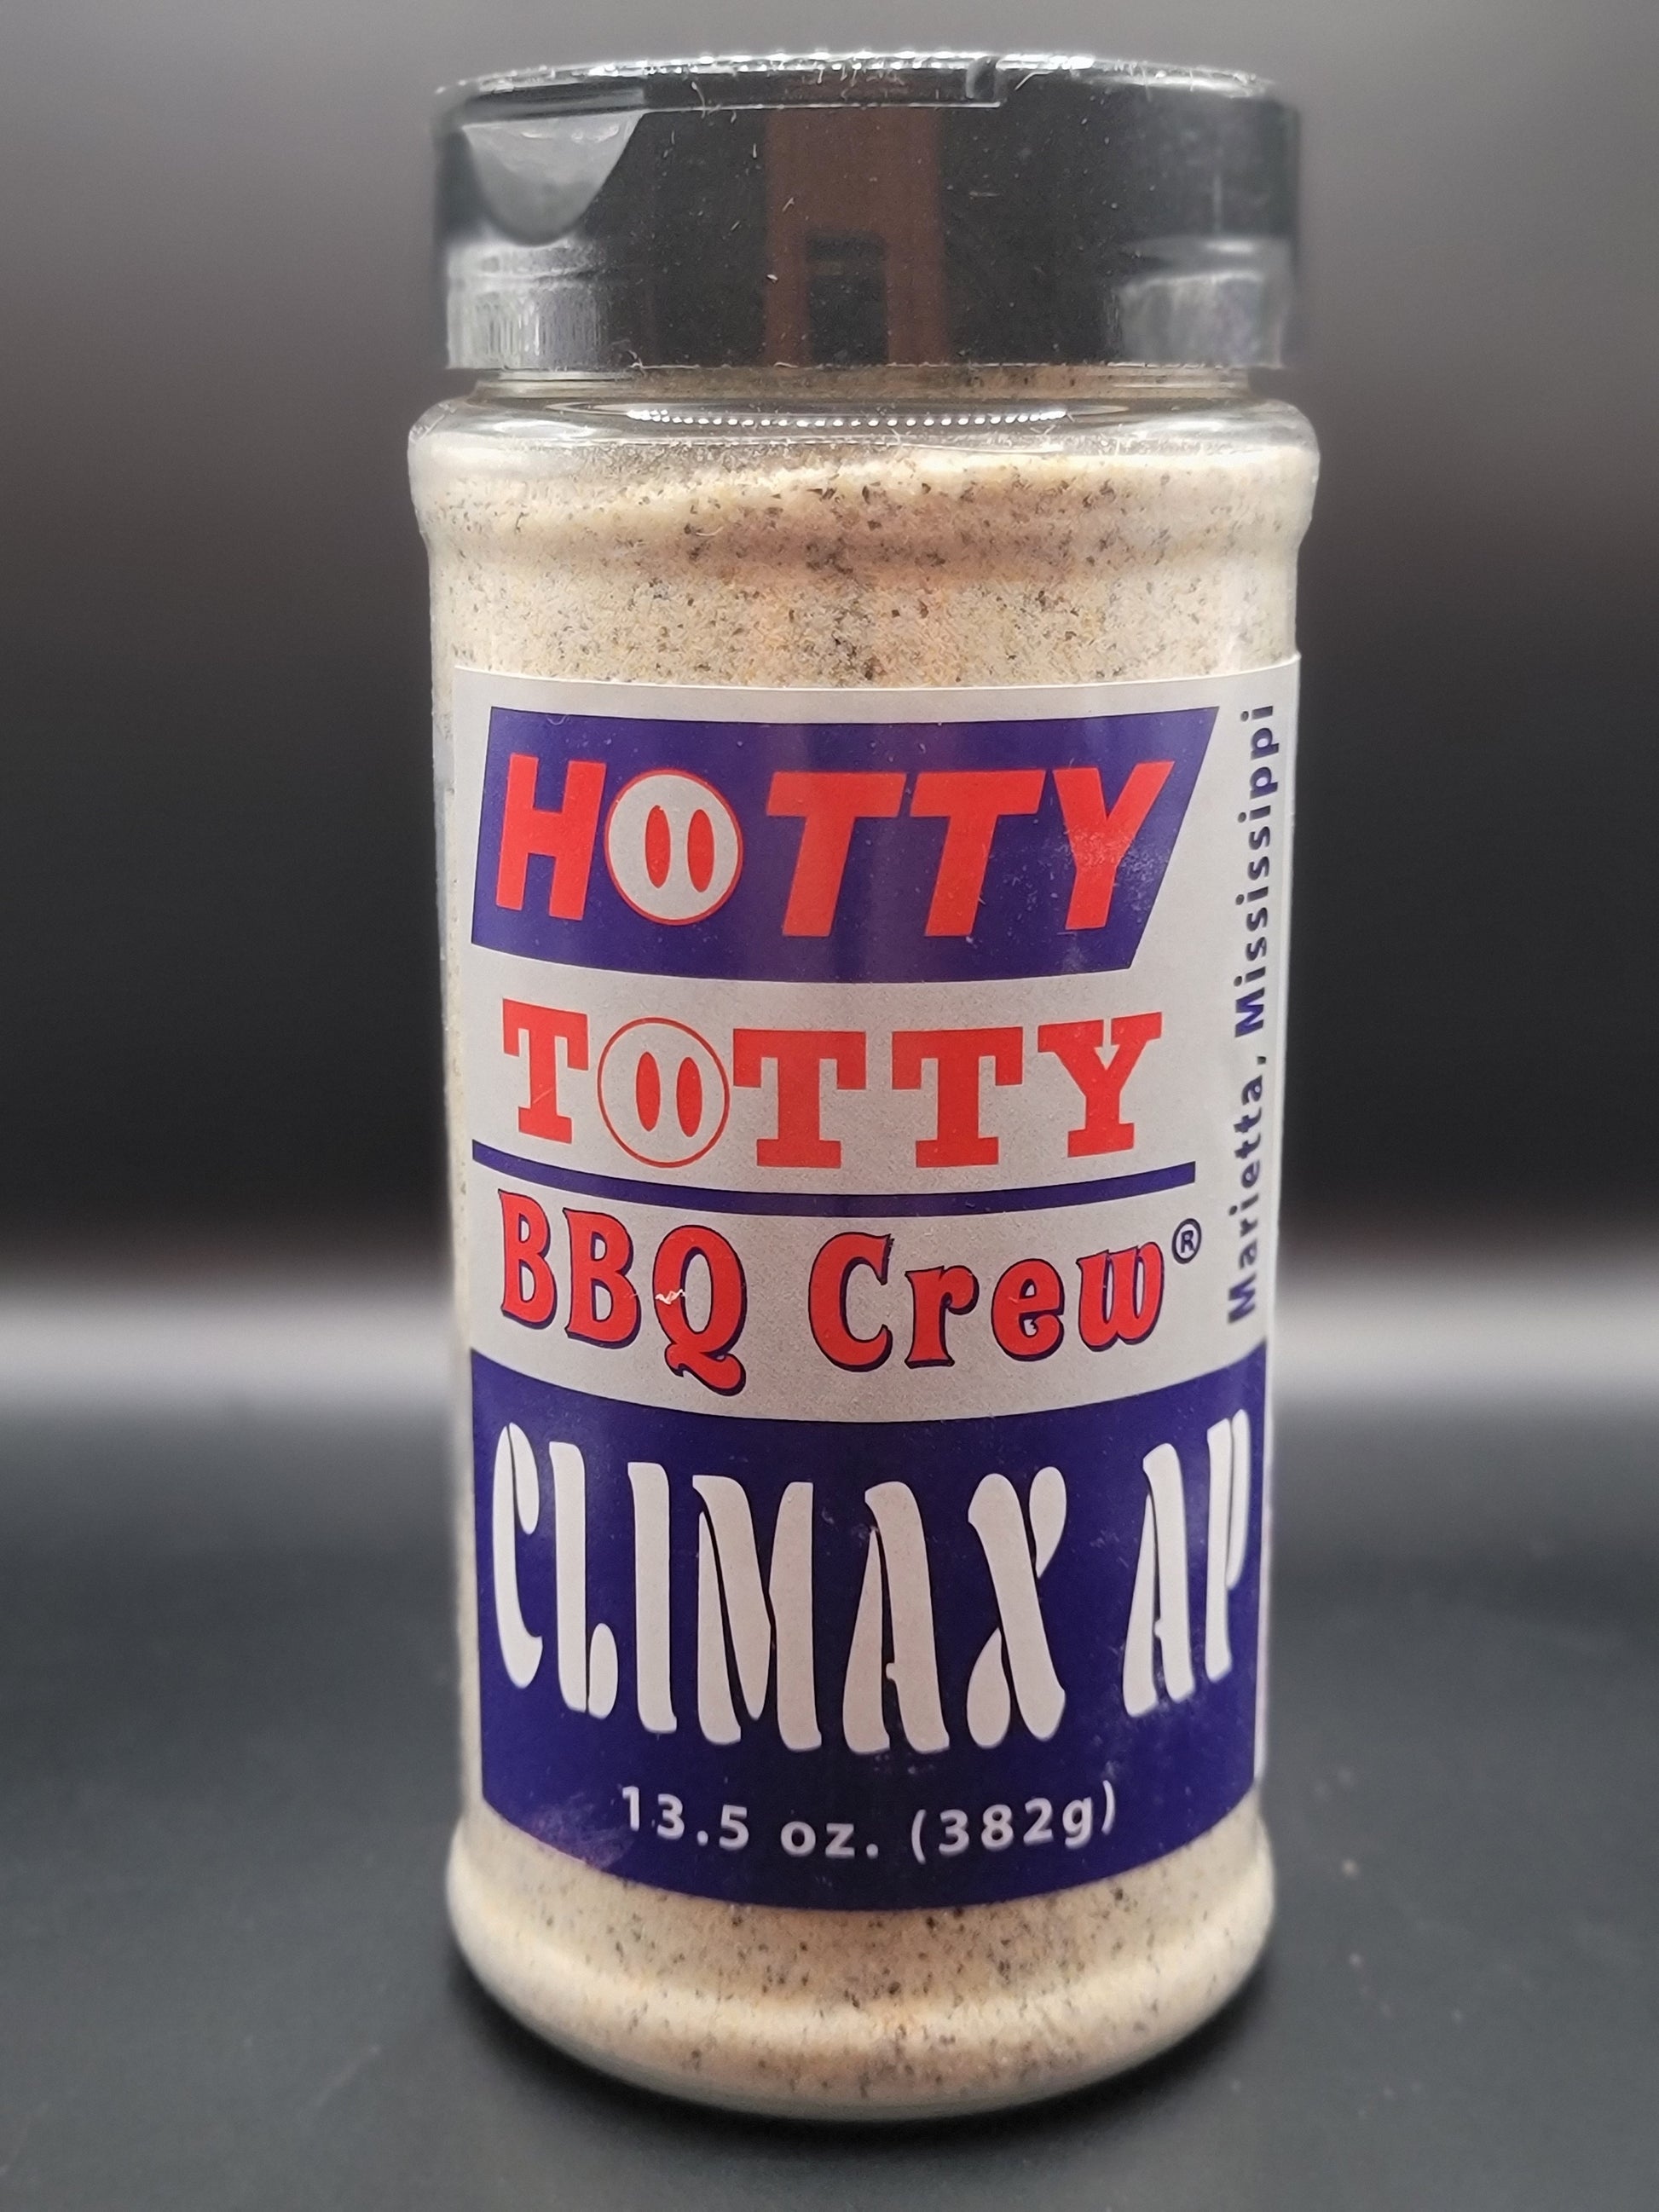 HOTTY
TOTTY
BBQ Crew®
CLIMAX AP
13.5 oz. (382g)
Marietta, Mississippi